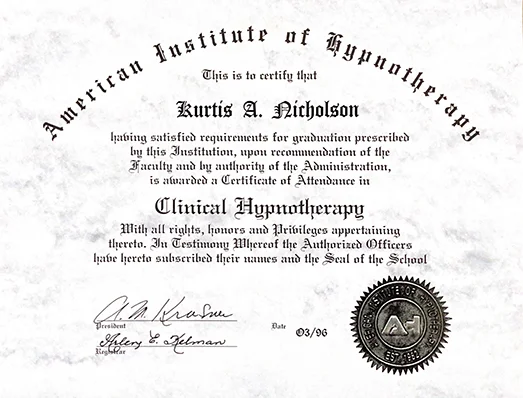 American Institute of Hypnotherapy
This is to certify that
Kurtis A. Nicholson
having satisfied requirements for graduation prescribed
by this Institution, upon recommendation of the
Faculty and by authority of the Administration,
is awarded a Certificate of Attendance in
Clinical Hypnotherapy
With all rights, honors and Privileges appertaining
thereto. In Testimony Whereof the Authorized Officers
have hereto subscribed their names and the Seal of the School
A. M. Krasner
President
Date 03/96
Registrar